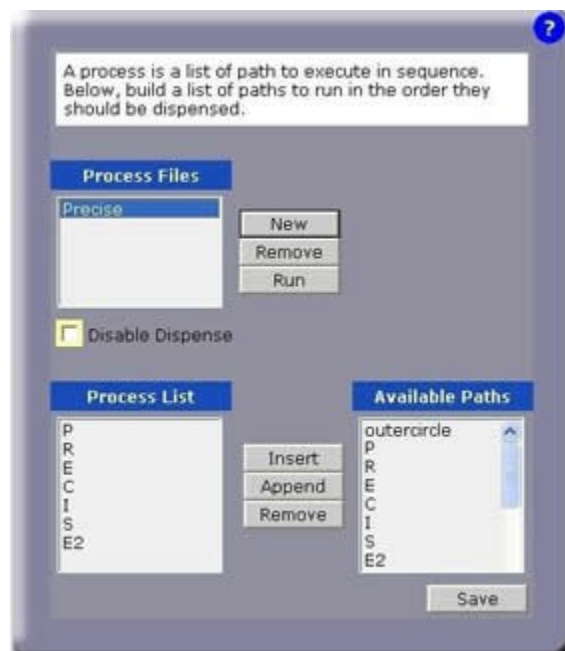 ?
A process is a list of path to execute in sequence.
Below, build a list of paths to run in the order they
should be dispensed.
Process Files
Precise
New
Remove
Run
Disable Dispense
Process List
P
R
E
C
I
S
E2
Insert
Append
Remove
Available Paths
outercircle
P
R
E
C
I
S
E2
Save